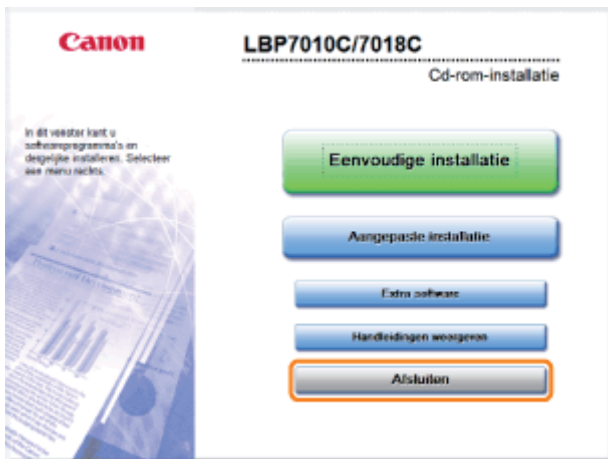 Canon
LBP7010C/7018C
Cd-rom-installatie
In dit venster kunt u
softwareprogramma's en
dergelijke installeren. Selecteer
een menu rechts.
Eenvoudige installatie
Aangepaste installatie
Extra software
Handleidingen weergeven
Afsluiten